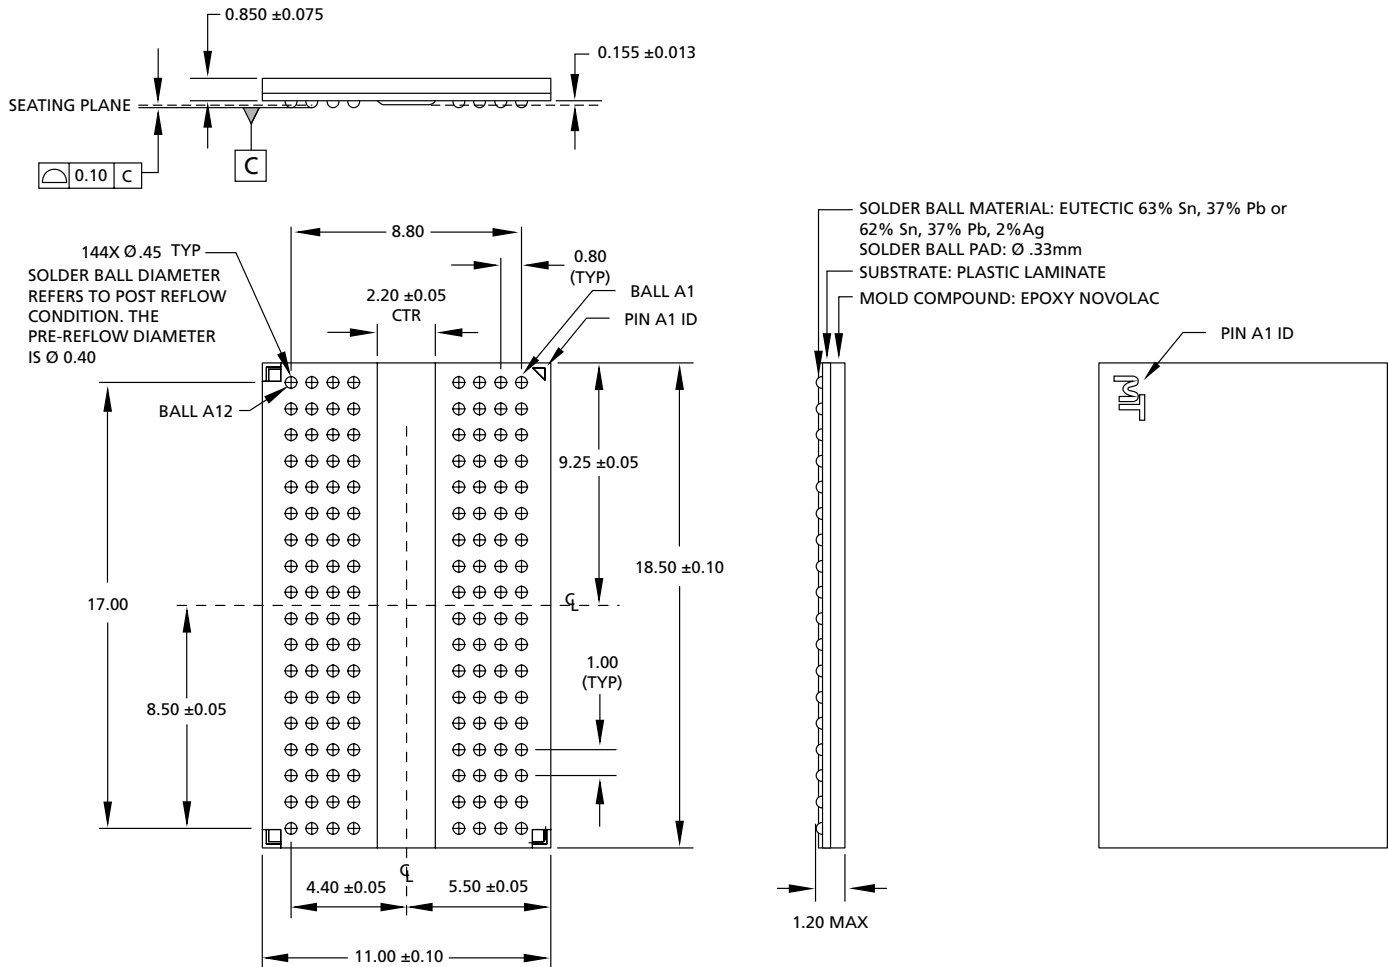 0.850 ±0.075
0.155 ±0.013
SEATING PLANE
C
0.10 C
SOLDER BALL MATERIAL: EUTECTIC 63% Sn, 37% Pb or
62% Sn, 37% Pb, 2%Ag
SOLDER BALL PAD: Ø .33mm
SUBSTRATE: PLASTIC LAMINATE
MOLD COMPOUND: EPOXY NOVOLAC
8.80
144X Ø.45 TYP
SOLDER BALL DIAMETER
REFERS TO POST REFLOW
CONDITION. THE
PRE-REFLOW DIAMETER
IS Ø 0.40
0.80
(TYP)
2.20 ±0.05
CTR
BALL A1
PIN A1 ID
PIN A1 ID
MT
BALL A12
9.25 ±0.05
18.50 ±0.10
17.00
CL
1.00
(TYP)
8.50 ±0.05
CL
4.40 ±0.05
5.50 ±0.05
1.20 MAX
11.00 ±0.10